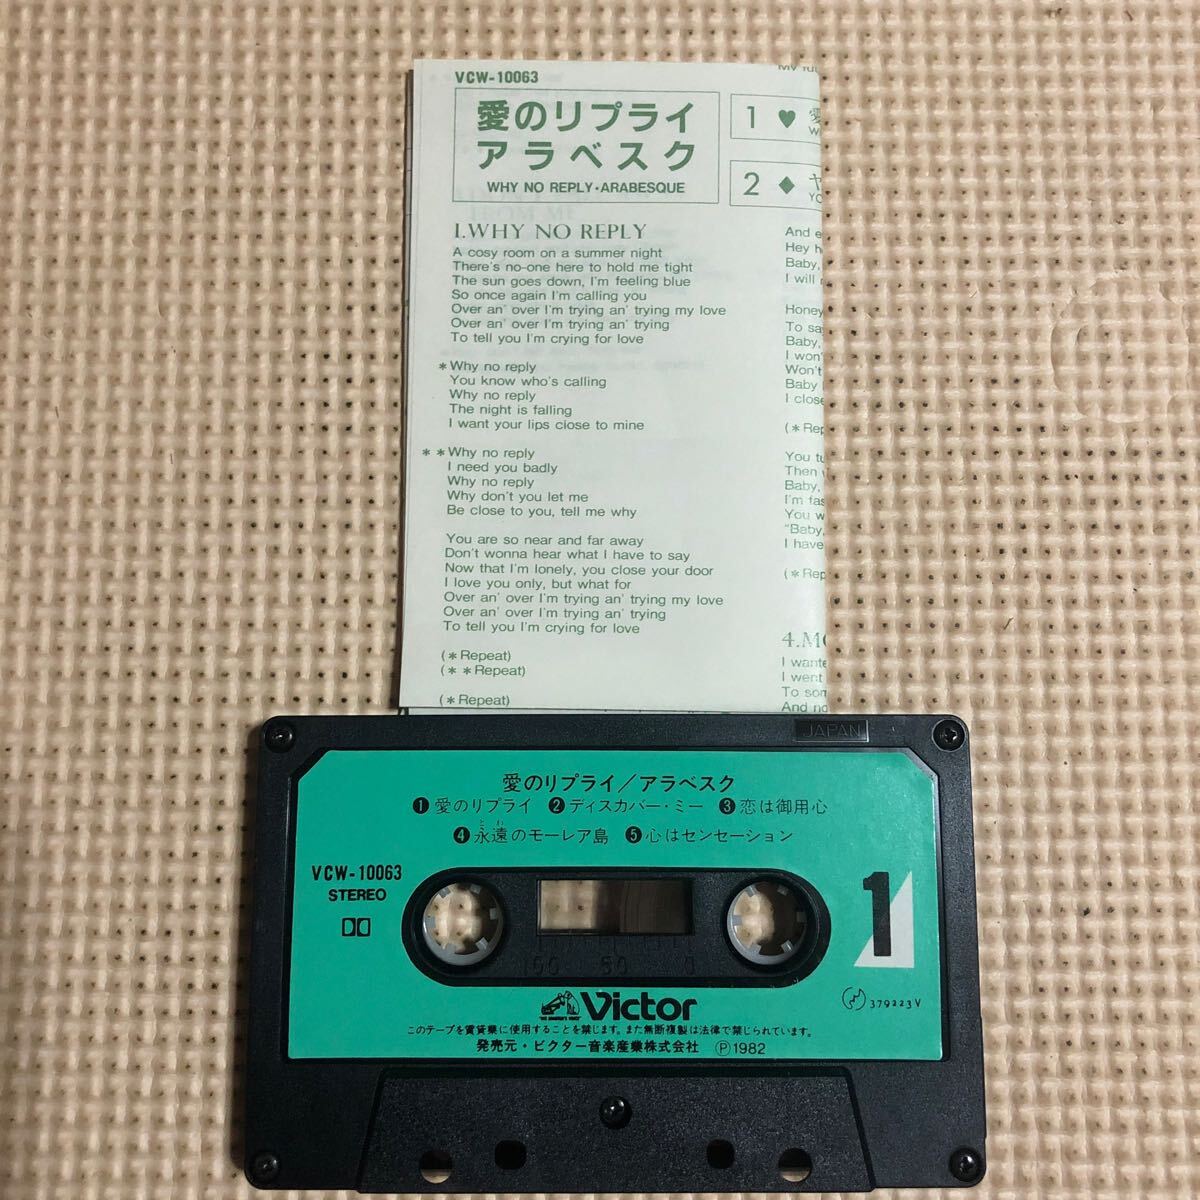 VCW-10063
愛のリプライ
アラベスク
WHY NO REPLY・ARABESQUE
1 ♥ 愛
2 ♦ ヤ
YO
1.WHY NO REPLY
A cosy room on a summer night
There's no-one here to hold me tight
The sun goes down, I'm feeling blue
So once again I'm calling you
Over an' over I'm trying an' trying my love
Over an' over I'm trying an' trying
To tell you I'm crying for love
*Why no reply
You know who's calling
Why no reply
The night is falling
I want your lips close to mine
**Why no reply
I need you badly
Why no reply
Why don't you let me
Be close to you, tell me why
You are so near and far away
Don't wonna hear what I have to say
Now that I'm lonely, you close your door
I love you only, but what for
Over an' over I'm trying an' trying my love
Over an' over I'm trying an' trying
To tell you I'm crying for love
(*Repeat)
(**Repeat)
(*Repeat)
And e
Hey h
Baby,
I will
Honey
To sa
Baby,
I won'
Won't
Baby
I close
(*Rep
You tu
Then
Baby,
I'm fas
You w
"Baby,
I have
(*Rep
4.MO
I wante
I went
To som
And no
JAPAN
愛のリプライ/アラベスク
❶愛のリプライ ❷ディスカバー・ミー ❸恋は御用心
とわ
❹永遠のモーレア島 ❺心はセンセーション
VCW-10063
STEREO
1
100 50 0
379223V
Victor
このテープを賃貸業に使用することを禁じます。また無断複製は法律で禁じられています。
発売元・ビクター音楽産業株式会社 Ⓟ1982